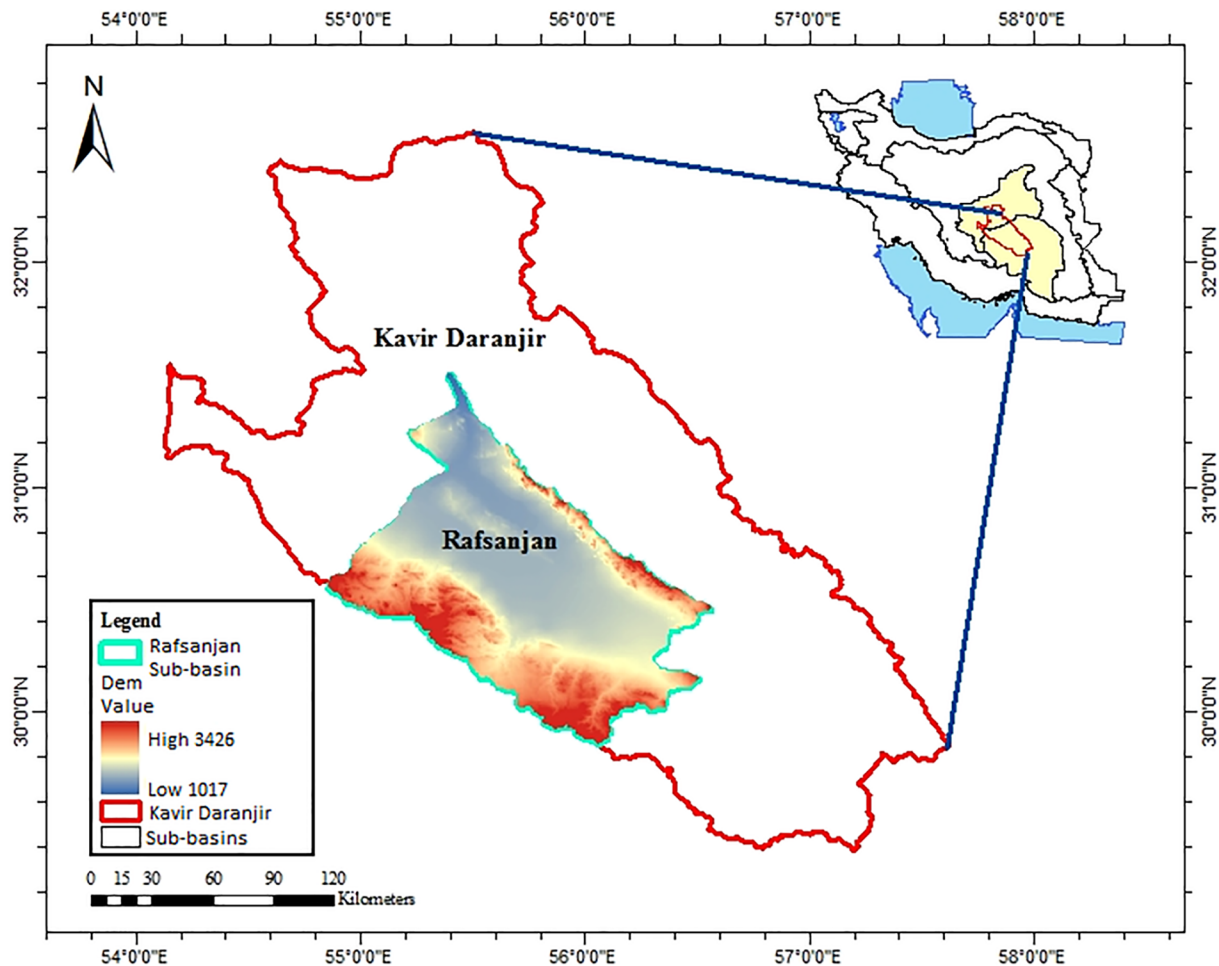 54°0'0"E 55°0'0"E 56°0'0"E 57°0'0"E 58°0'0"E
N
32°0'0"N
32°0'0"N
Kavir Daranjir
31°0'0"N
31°0'0"N
Rafsanjan
Legend
Rafsanjan
Sub-basin
Dem
Value
High 3426
Low 1017
Kavir Daranjir
Sub-basins
30°0'0"N
30°0'0"N
0 15 30 60 90 120
Kilometers
54°0'0"E 55°0'0"E 56°0'0"E 57°0'0"E 58°0'0"E